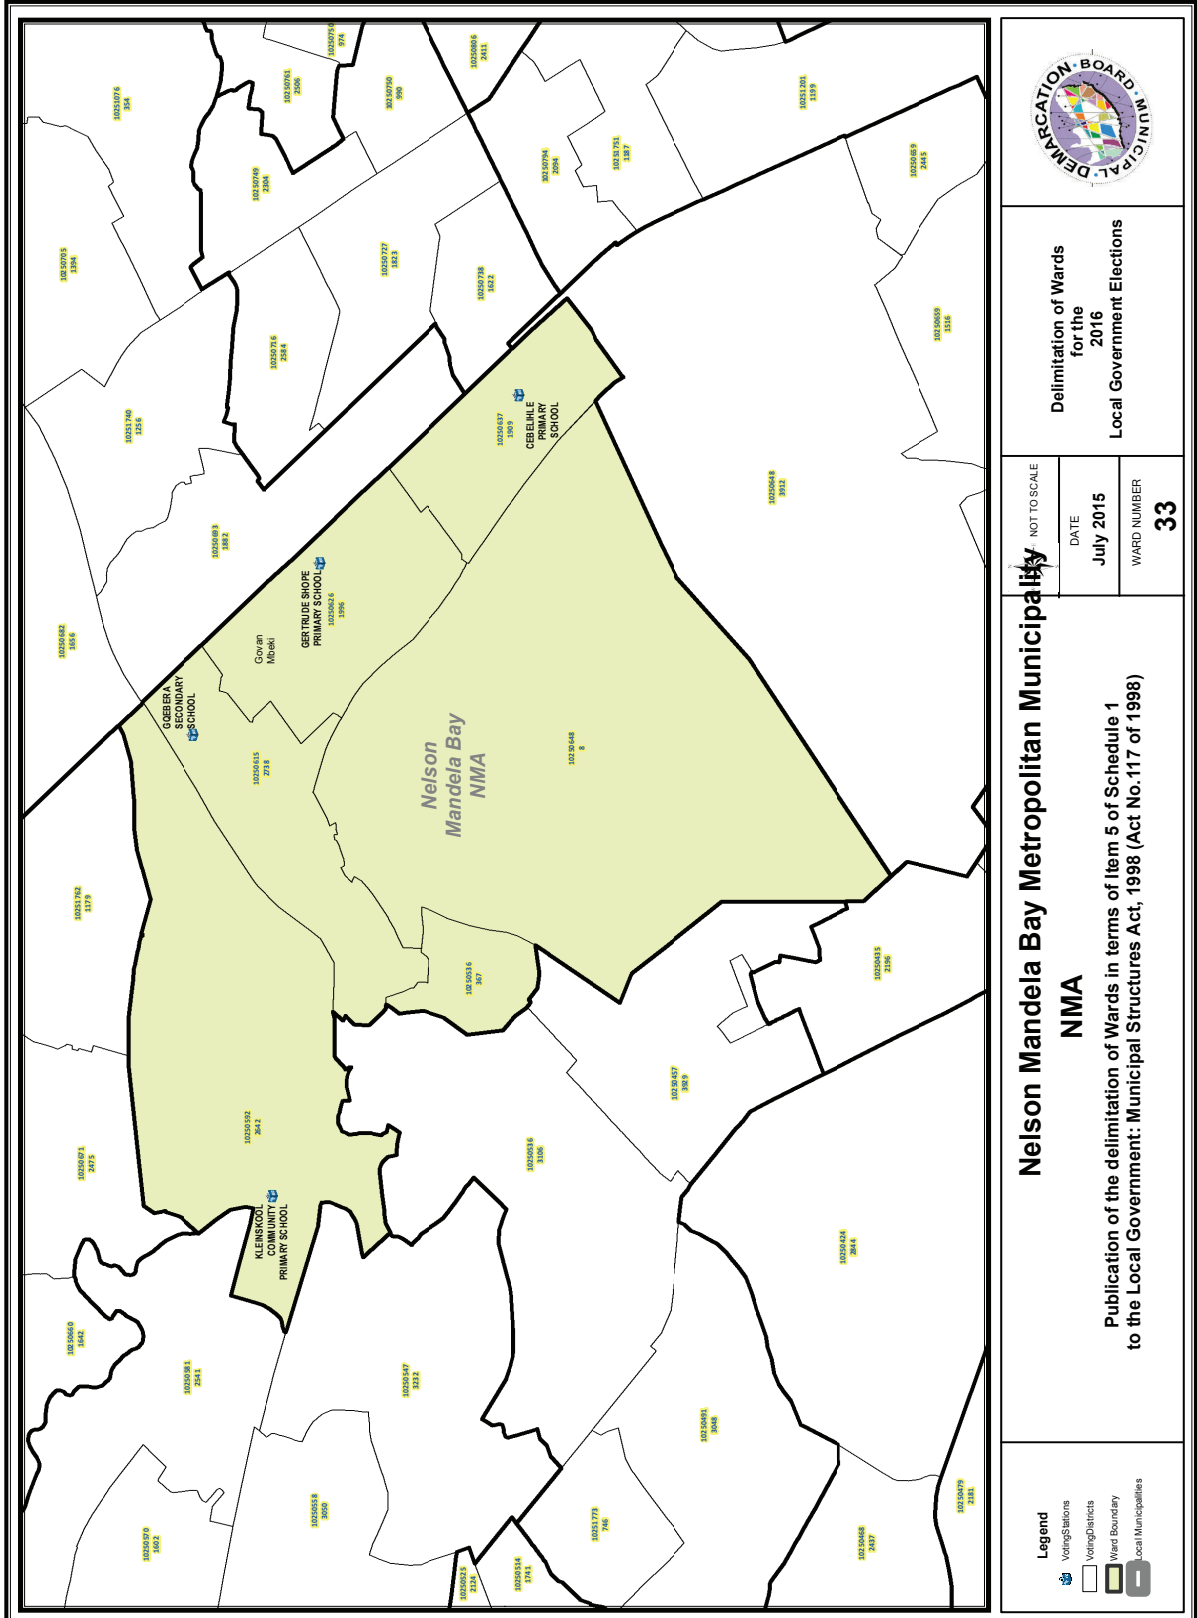 10251076
354
10250750
974
10250761
2506
10250750
990
10250806
2411
10251201
1199
10250705
1394
10250749
2304
10250794
2094
10251751
1187
10250659
2445
10250727
1823
10250738
1622
10250716
2584
10250659
1516
10251740
1256
10250693
1882
10250682
1656
10250637
1909
CEBELIHLE
PRIMARY
SCHOOL
10250648
3912
GERTRUDE SHOPE
PRIMARY SCHOOL
10250626
1996
Govan
Mbeki
GQEBERA
SECONDARY
SCHOOL
10250615
2738
Nelson
Mandela Bay
NMA
10250648
8
10251762
1179
10250536
367
10250435
2196
10250457
3929
10250592
2642
10250671
2475
10250536
3106
KLEINSKOOL
COMMUNITY
PRIMARY SCHOOL
10250424
2844
10250660
1642
10250581
2541
10250547
3232
10250491
3048
10250570
1602
10250558
3050
10251773
746
10250525
2124
10250514
1741
10250468
2437
10250479
2181
Legend
VotingStations
VotingDistricts
Ward Boundary
Local Municipalities
Nelson Mandela Bay Metropolitan Municipality
NMA
Publication of the delimitation of Wards in terms of Item 5 of Schedule 1
to the Local Government: Municipal Structures Act, 1998 (Act No.117 of 1998)
NOT TO SCALE
DATE
July 2015
WARD NUMBER
33
Delimitation of Wards
for the
2016
Local Government Elections
MUNICIPAL • DEMARCATION • BOARD •